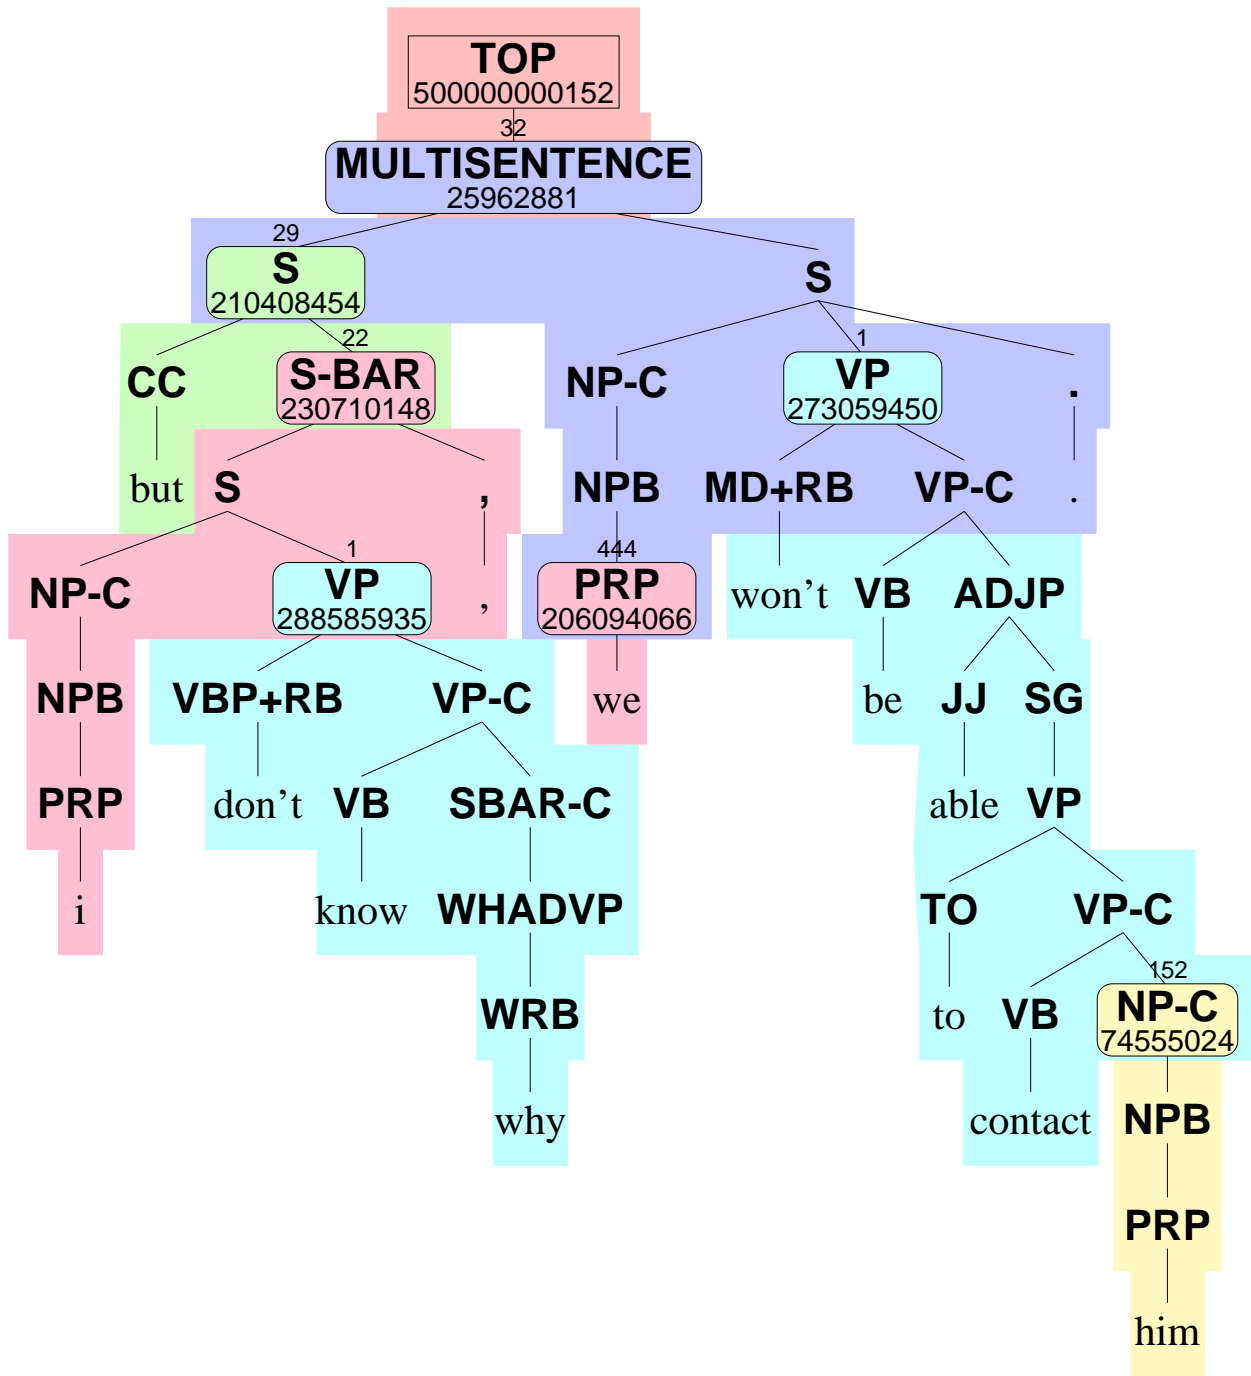 TOP
500000000152
32
MULTISENTENCE
25962881
29
S
210408454
S
22
1
CC
S-BAR
230710148
NP-C
VP
273059450
.
but
S
,
NPB
MD+RB
VP-C
.
1
444
NP-C
VP
288585935
,
PRP
206094066
won't
VB
ADJP
NPB
VBP+RB
VP-C
we
be
JJ
SG
PRP
don't
VB
SBAR-C
able
VP
i
know
WHADVP
TO
VP-C
152
WRB
to
VB
NP-C
74555024
why
contact
NPB
PRP
him